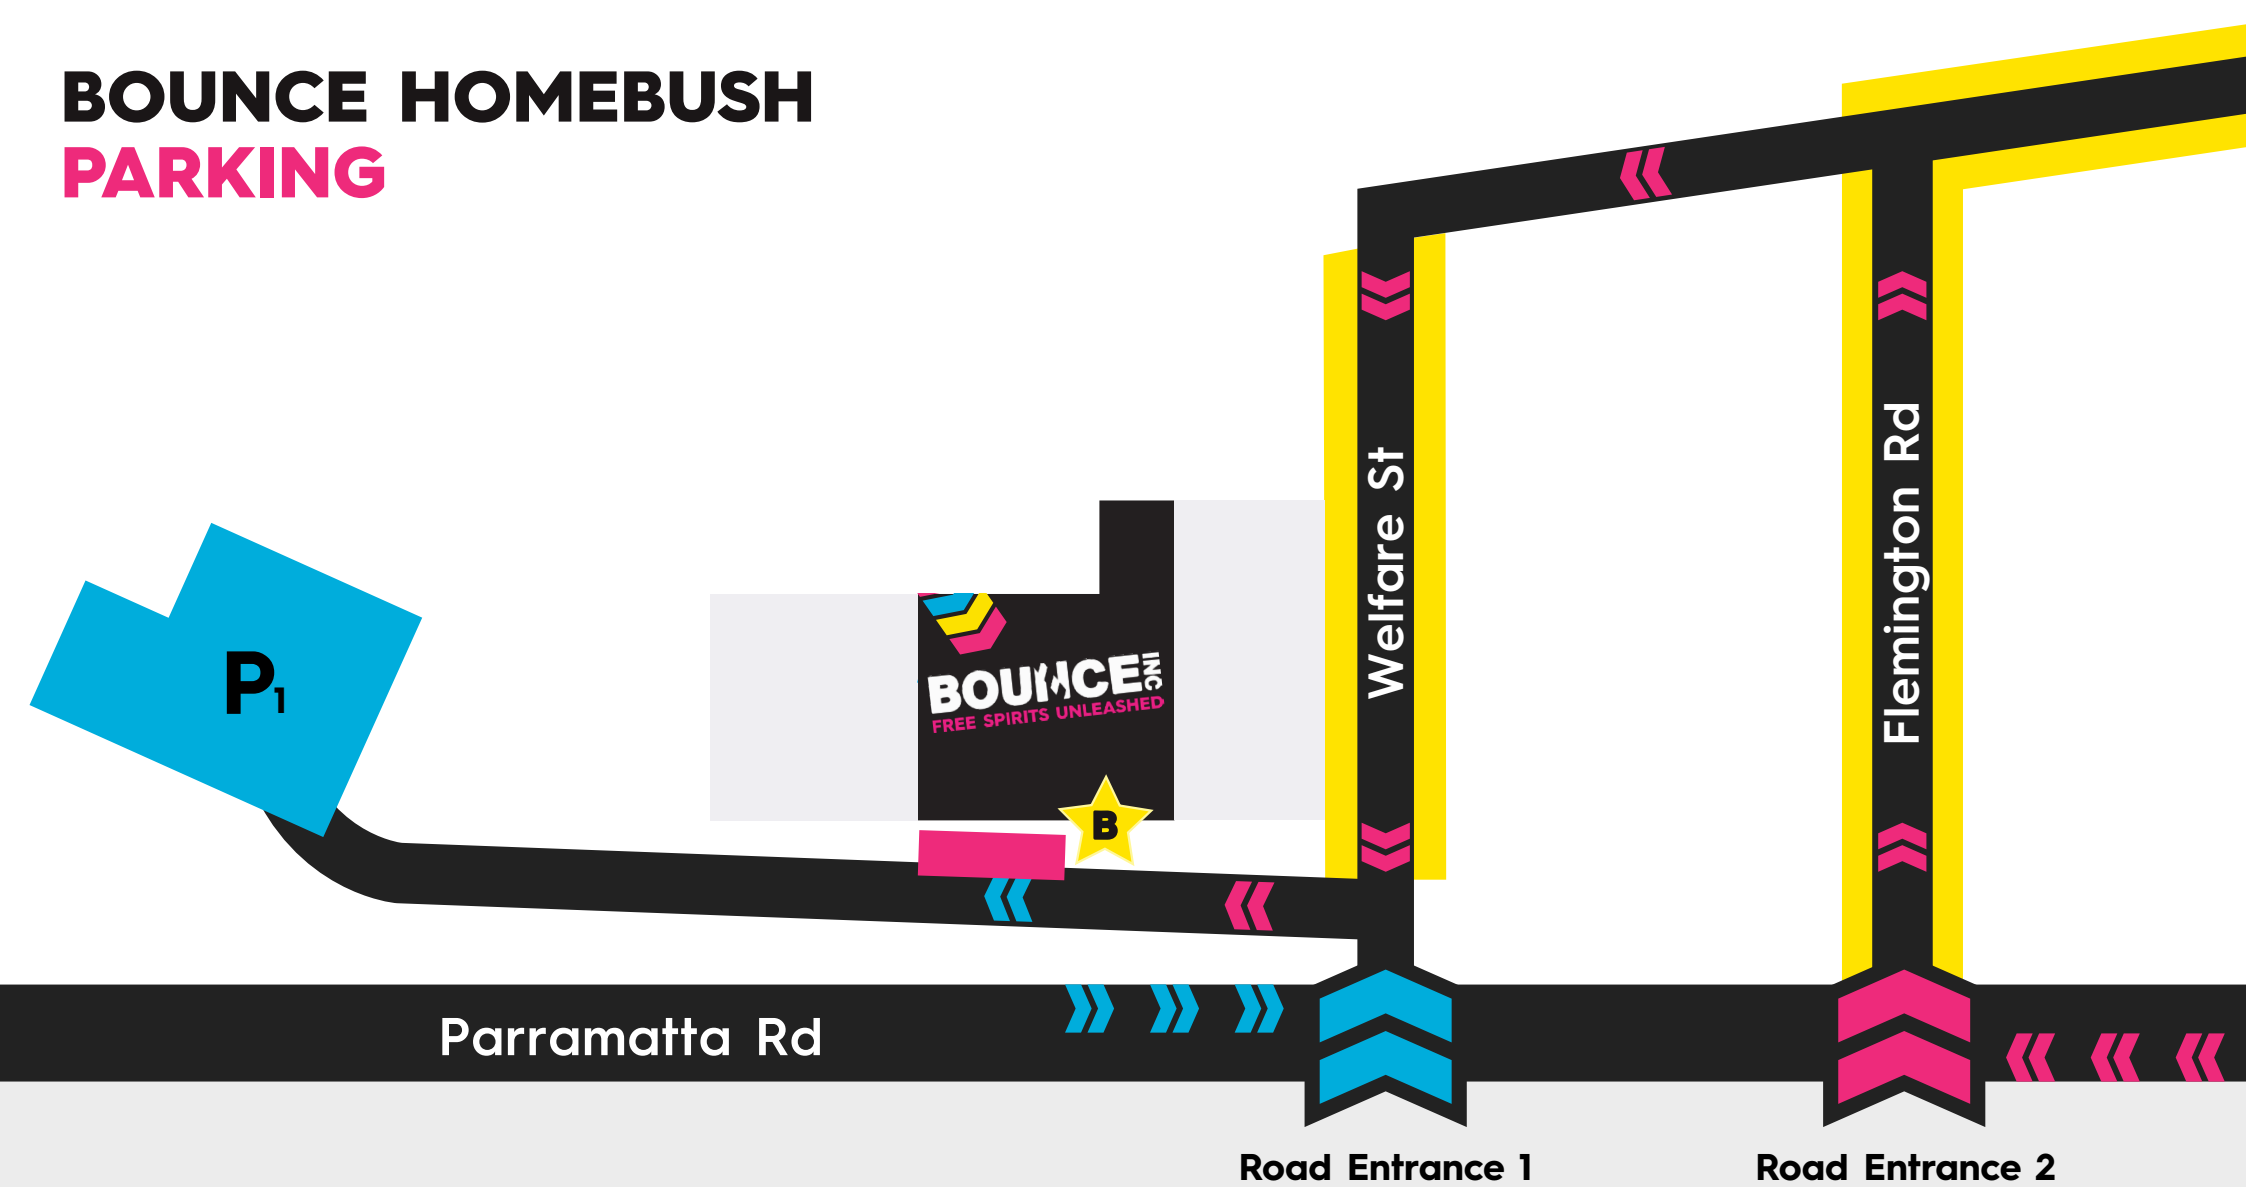 BOUNCE HOMEBUSH
PARKING
Welfare St
Flemington Rd
P1
BOUNCE INC
FREE SPIRITS UNLEASHED
B
Parramatta Rd
Road Entrance 1
Road Entrance 2